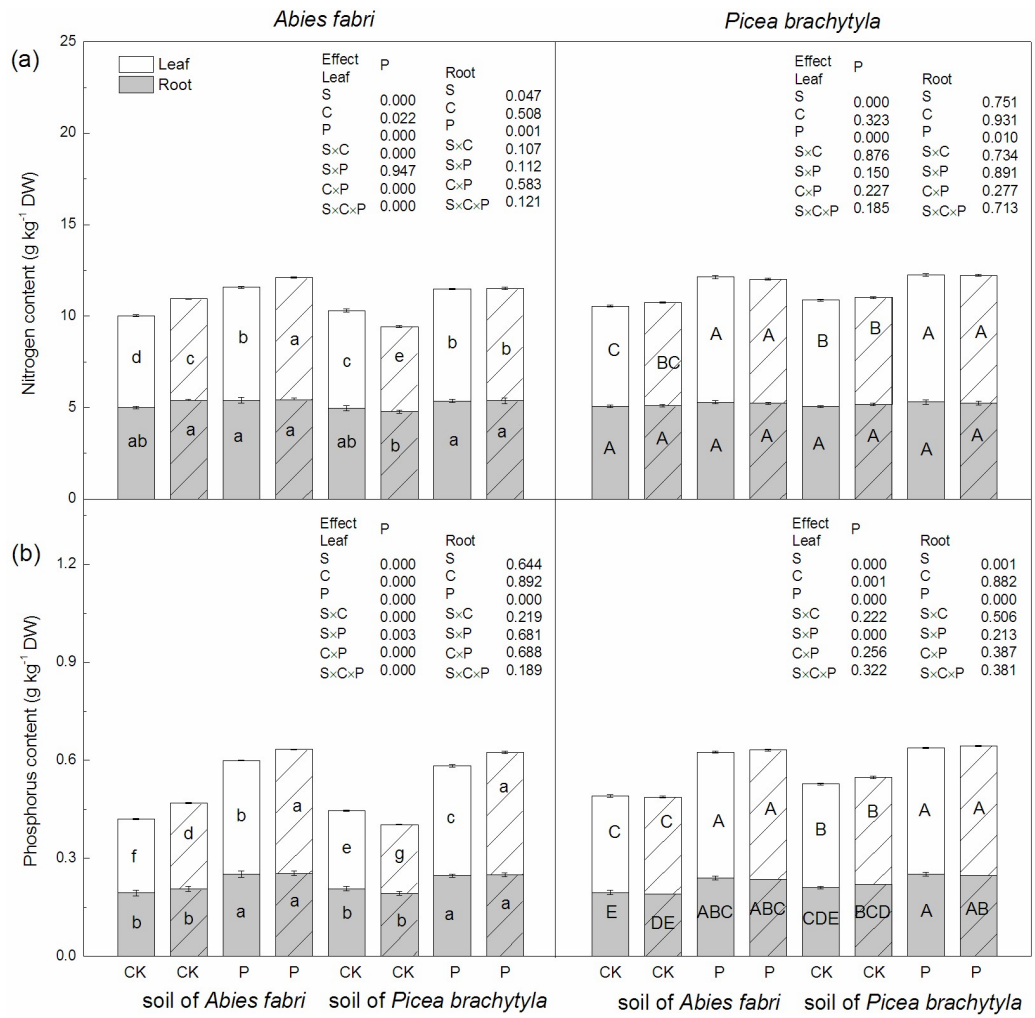 Abies fabri
Picea brachytyla
(a)
Nitrogen content (g kg⁻¹ DW)
25
20
15
10
5
0
Leaf
Root
Effect P
Leaf Root
S 0.000 S 0.047
C 0.022 C 0.508
P 0.000 P 0.001
S×C 0.000 S×C 0.107
S×P 0.947 S×P 0.112
C×P 0.000 C×P 0.583
S×C×P 0.000 S×C×P 0.121
d c b a c e b b
ab a a a ab b a a
Effect P
Leaf Root
S 0.000 S 0.751
C 0.323 C 0.931
P 0.000 P 0.010
S×C 0.876 S×C 0.734
S×P 0.150 S×P 0.891
C×P 0.227 C×P 0.277
S×C×P 0.185 S×C×P 0.713
C BC A A B B A A
A A A A A A A A
(b)
Phosphorus content (g kg⁻¹ DW)
1.2
0.9
0.6
0.3
0.0
Effect P
Leaf Root
S 0.000 S 0.644
C 0.000 C 0.892
P 0.000 P 0.000
S×C 0.000 S×C 0.219
S×P 0.003 S×P 0.681
C×P 0.000 C×P 0.688
S×C×P 0.000 S×C×P 0.189
f d b a e g c a
b b a a b b a a
Effect P
Leaf Root
S 0.000 S 0.001
C 0.001 C 0.882
P 0.000 P 0.000
S×C 0.222 S×C 0.506
S×P 0.000 S×P 0.213
C×P 0.256 C×P 0.387
S×C×P 0.322 S×C×P 0.381
C C A A B B A A
E DE ABC ABC CDE BCD A AB
CK CK P P CK CK P P
CK CK P P CK CK P P
soil of Abies fabri soil of Picea brachytyla
soil of Abies fabri soil of Picea brachytyla